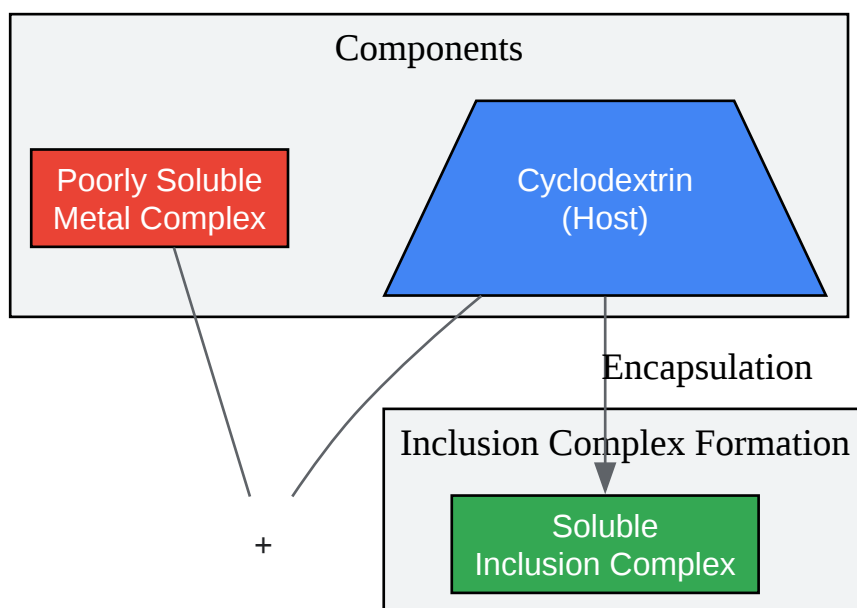 Components
Poorly Soluble
Metal Complex
Cyclodextrin
(Host)
Encapsulation
Inclusion Complex Formation
+
Soluble
Inclusion Complex